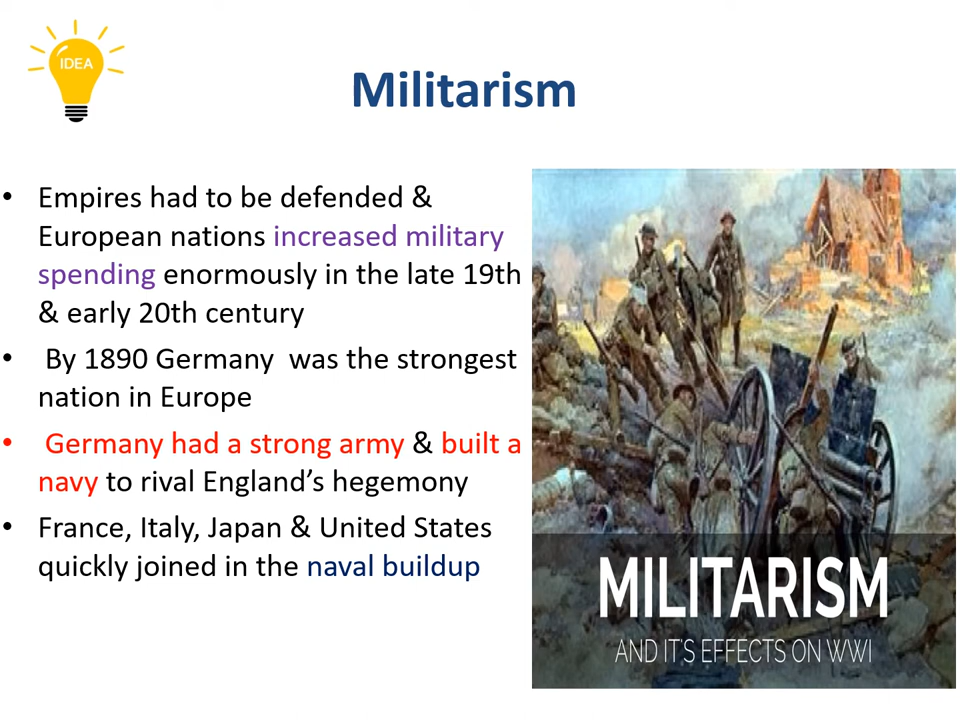 IDEA
Militarism
• Empires had to be defended &
European nations increased military
spending enormously in the late 19th
& early 20th century
• By 1890 Germany was the strongest
nation in Europe
• Germany had a strong army & built a
navy to rival England’s hegemony
• France, Italy, Japan & United States
quickly joined in the naval buildup
MILITARISM
AND IT'S EFFECTS ON WWI